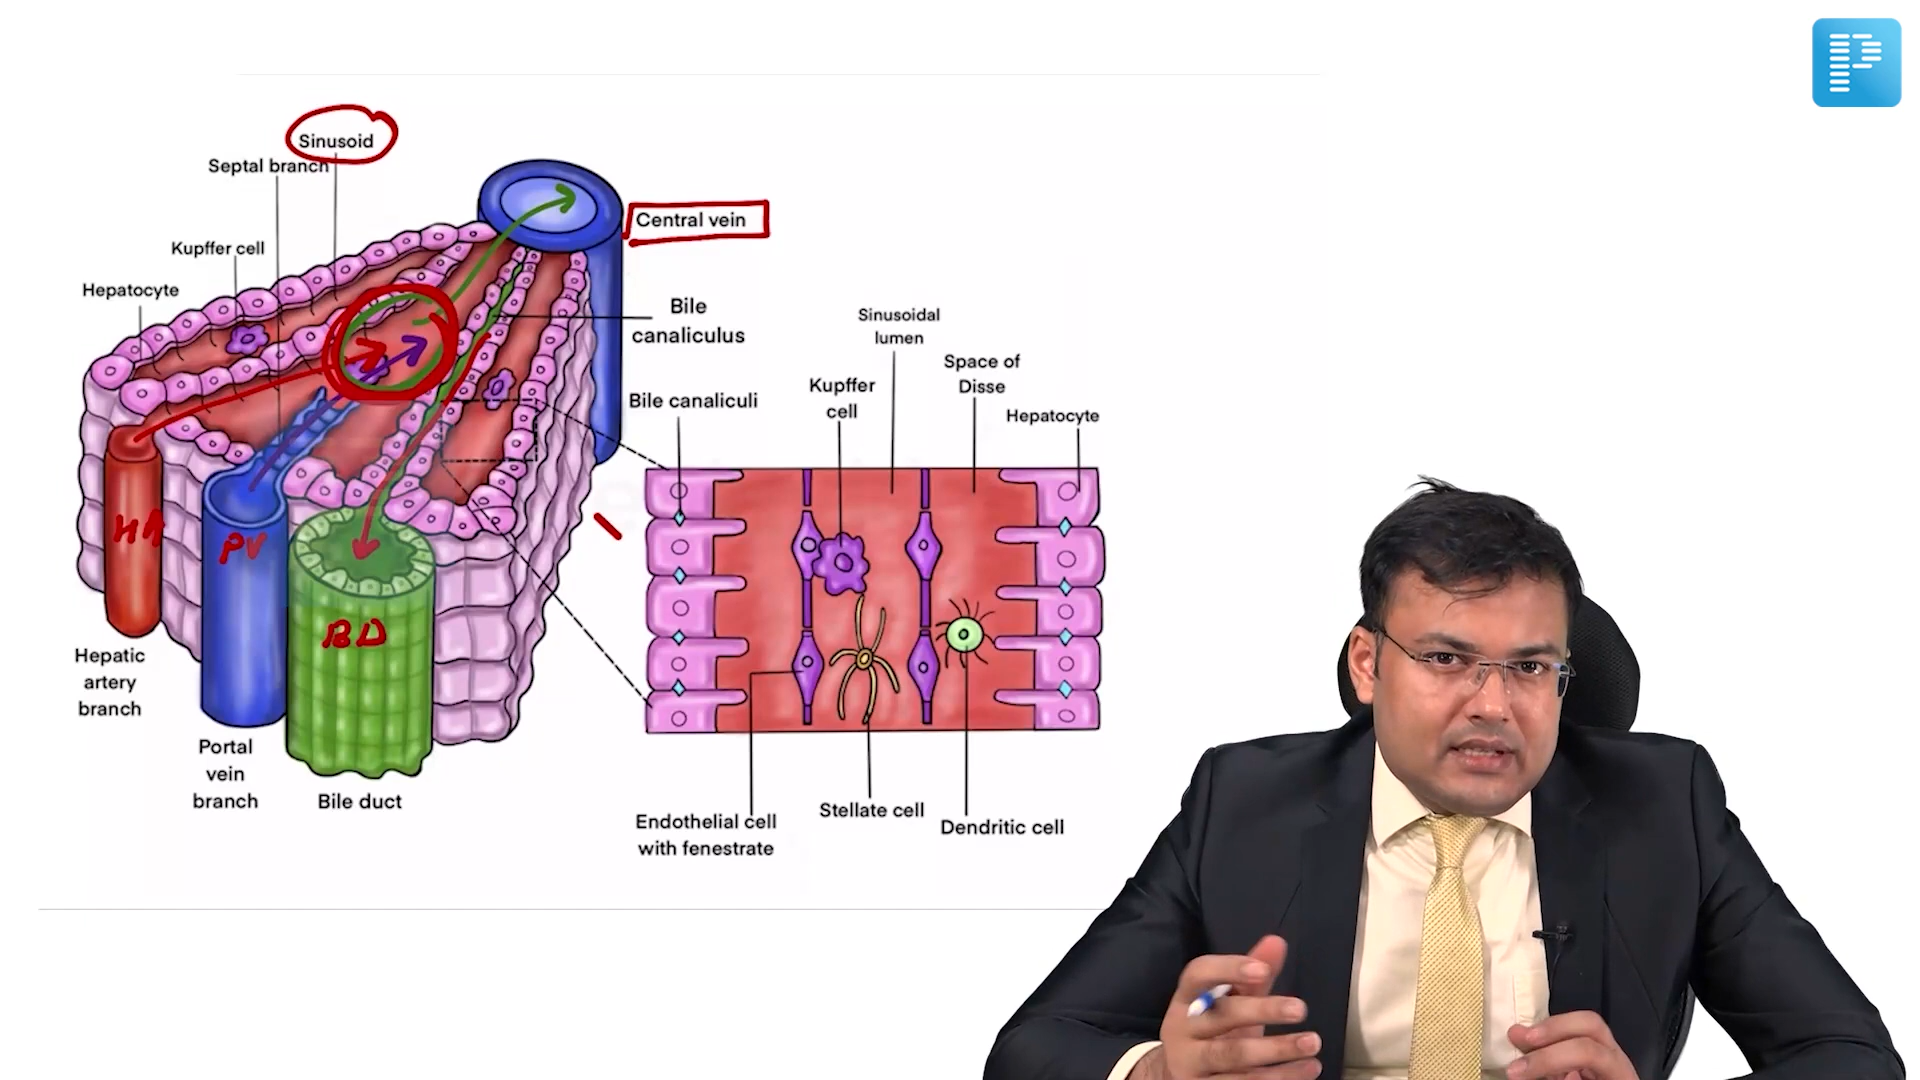 Sinusoid
Septal branch
Kupffer cell
Hepatocyte
Central vein
Bile
canaliculus
HA
PV
BD
Hepatic
artery
branch
Portal
vein
branch
Bile duct
Sinusoidal
lumen
Space of
Disse
Kupffer
cell
Bile canaliculi
Hepatocyte
Endothelial cell
with fenestrate
Stellate cell
Dendritic cell
P